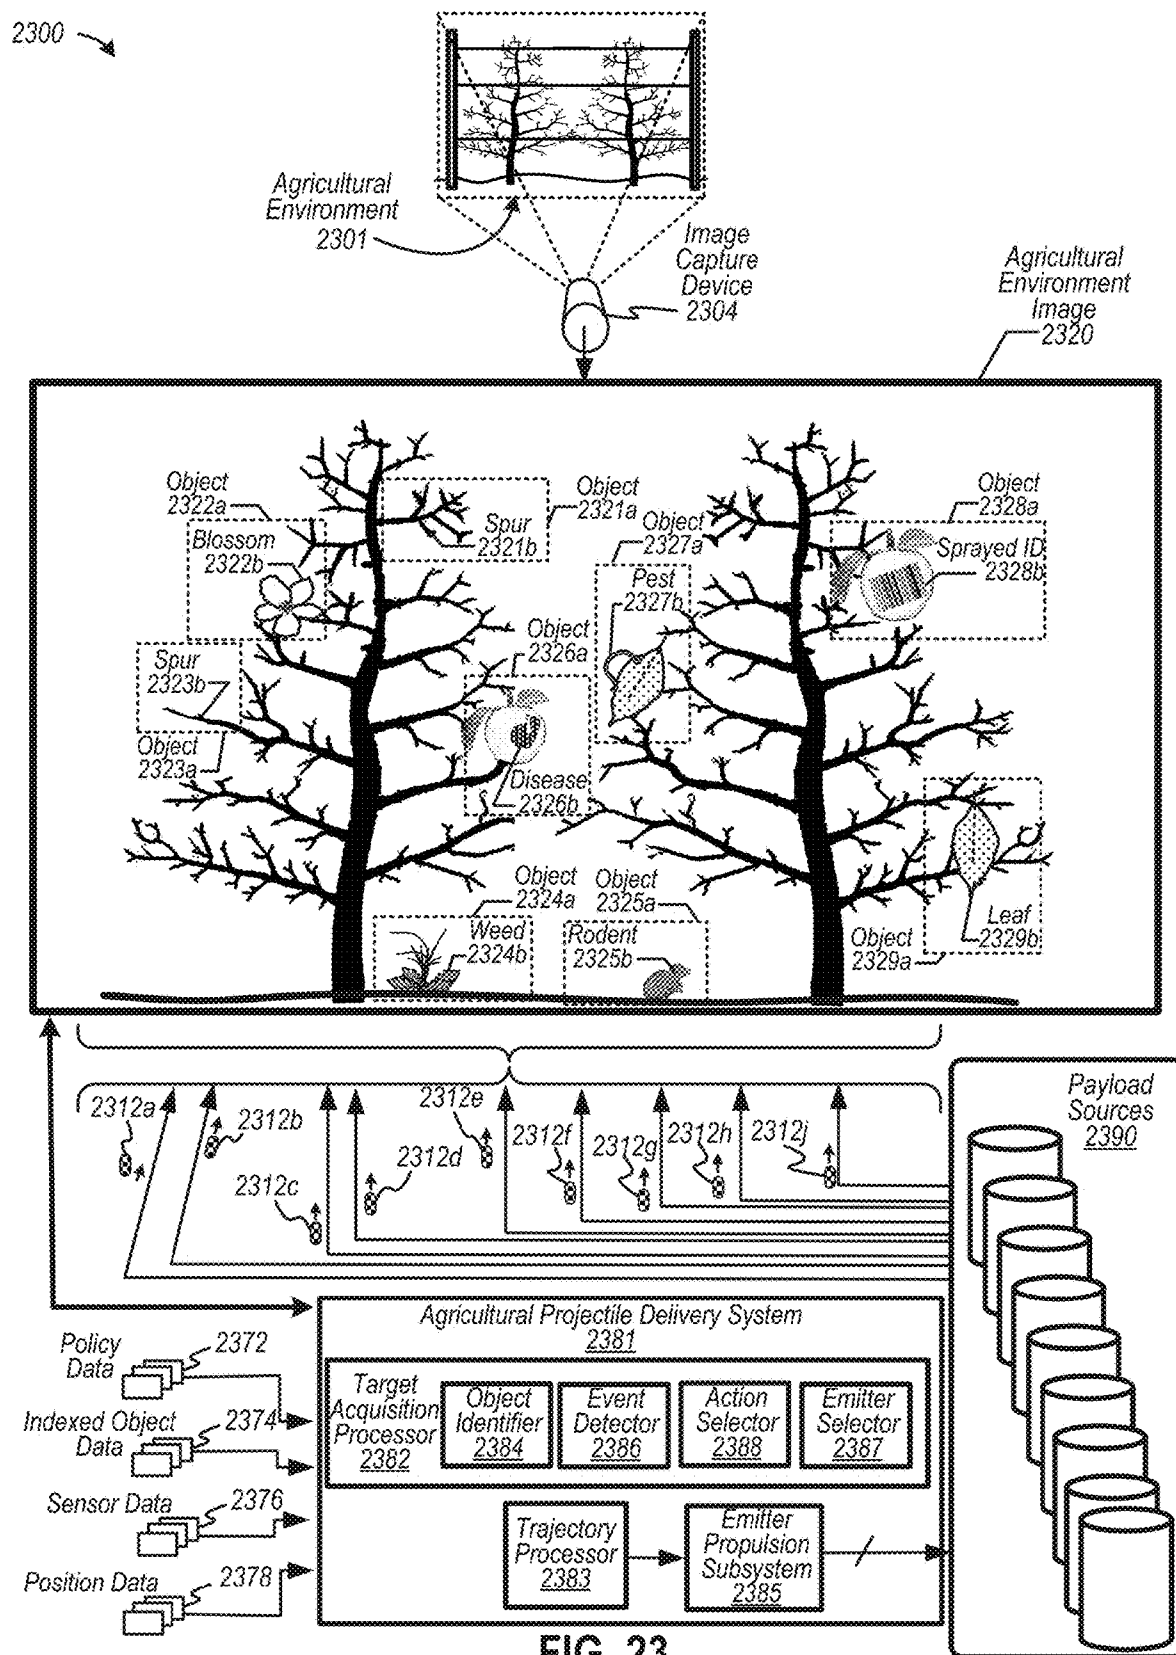 2300
Agricultural
Environment
2301
Image
Capture
Device
2304
Agricultural
Environment
Image
2320
Object
2322a
Blossom
2322b
Object
2321a
Spur
2321b
Object
2327a
Pest
2327b
Object
2328a
Sprayed ID
2328b
Spur
2323b
Object
2323a
Object
2326a
Disease
2326b
Object
2324a
Weed
2324b
Object
2325a
Rodent
2325b
Leaf
2329b
Object
2329a
2312a
2312b
2312c
2312d
2312e
2312f
2312g
2312h
2312j
Payload
Sources
2390
Agricultural Projectile Delivery System
2381
Target
Acquisition
Processor
2382
Object
Identifier
2384
Event
Detector
2386
Action
Selector
2388
Emitter
Selector
2387
Trajectory
Processor
2383
Emitter
Propulsion
Subsystem
2385
Policy
Data
2372
Indexed Object
Data
2374
Sensor Data
2376
Position Data
2378
FIG. 23